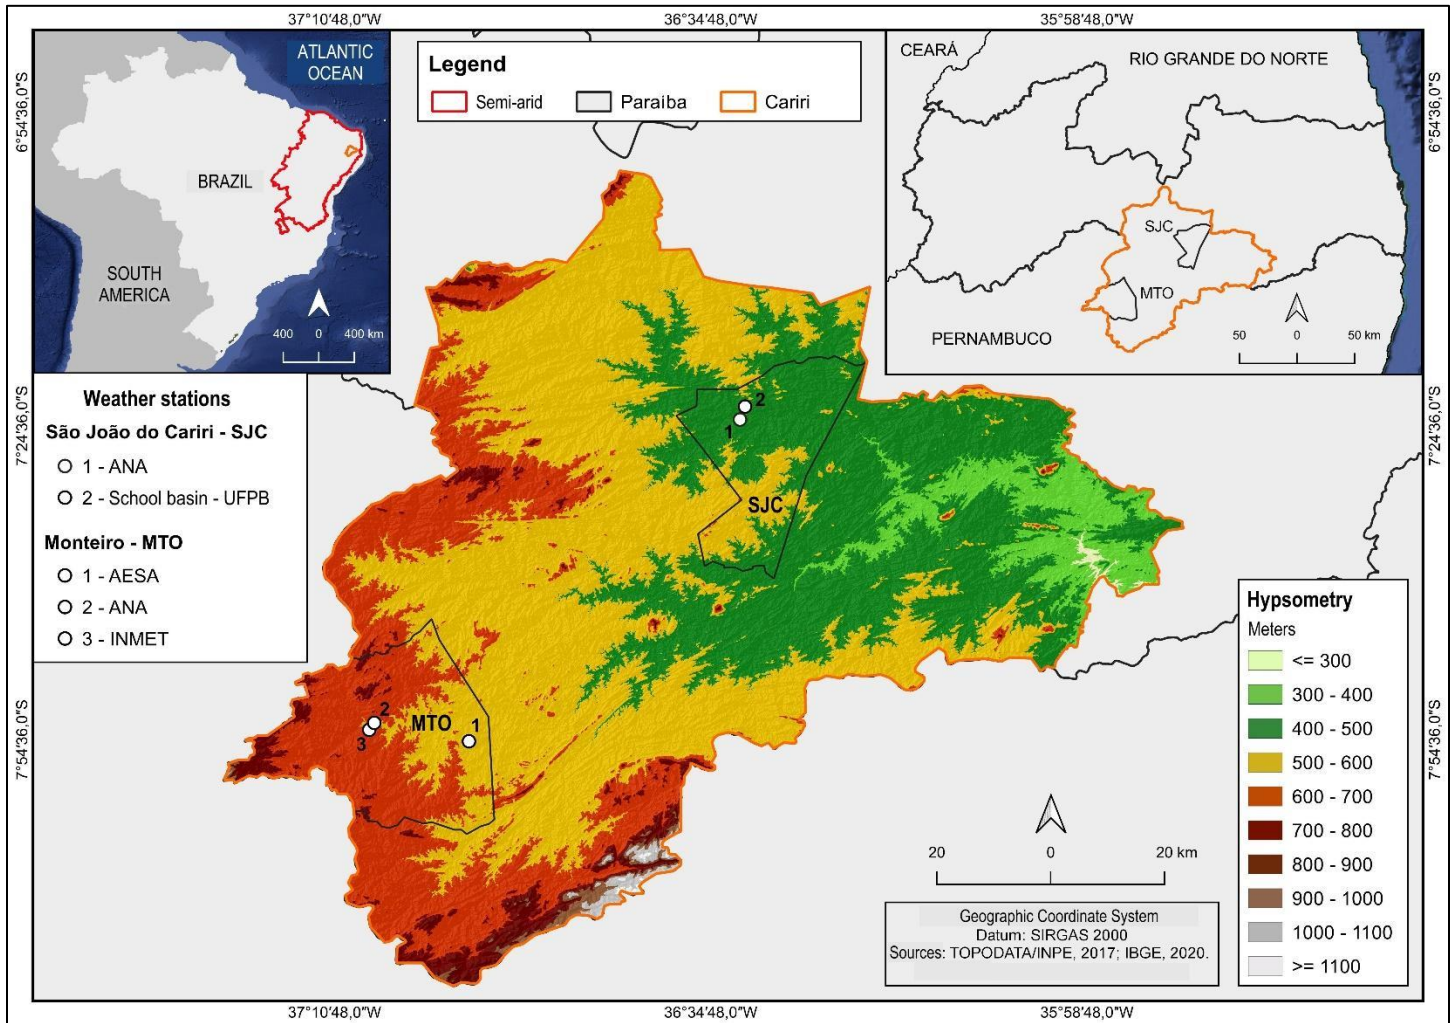 37°10'48,0"W
36°34'48,0"W
35°58'48,0"W
6°54'36,0"S
7°24'36,0"S
7°54'36,0"S
ATLANTIC
OCEAN
BRAZIL
SOUTH
AMERICA
400 0 400 km
Legend
Semi-arid
Paraíba
Cariri
CEARÁ
RIO GRANDE DO NORTE
SJC
MTO
PERNAMBUCO
50 0 50 km
6°54'36,0"S
7°24'36,0"S
7°54'36,0"S
Weather stations
São João do Cariri - SJC
1 - ANA
2 - School basin - UFPB
Monteiro - MTO
1 - AESA
2 - ANA
3 - INMET
2
1
SJC
2
3
MTO
1
Hypsometry
Meters
<= 300
300 - 400
400 - 500
500 - 600
600 - 700
700 - 800
800 - 900
900 - 1000
1000 - 1100
>= 1100
20 0 20 km
Geographic Coordinate System
Datum: SIRGAS 2000
Sources: TOPODATA/INPE, 2017; IBGE, 2020.
37°10'48,0"W
36°34'48,0"W
35°58'48,0"W